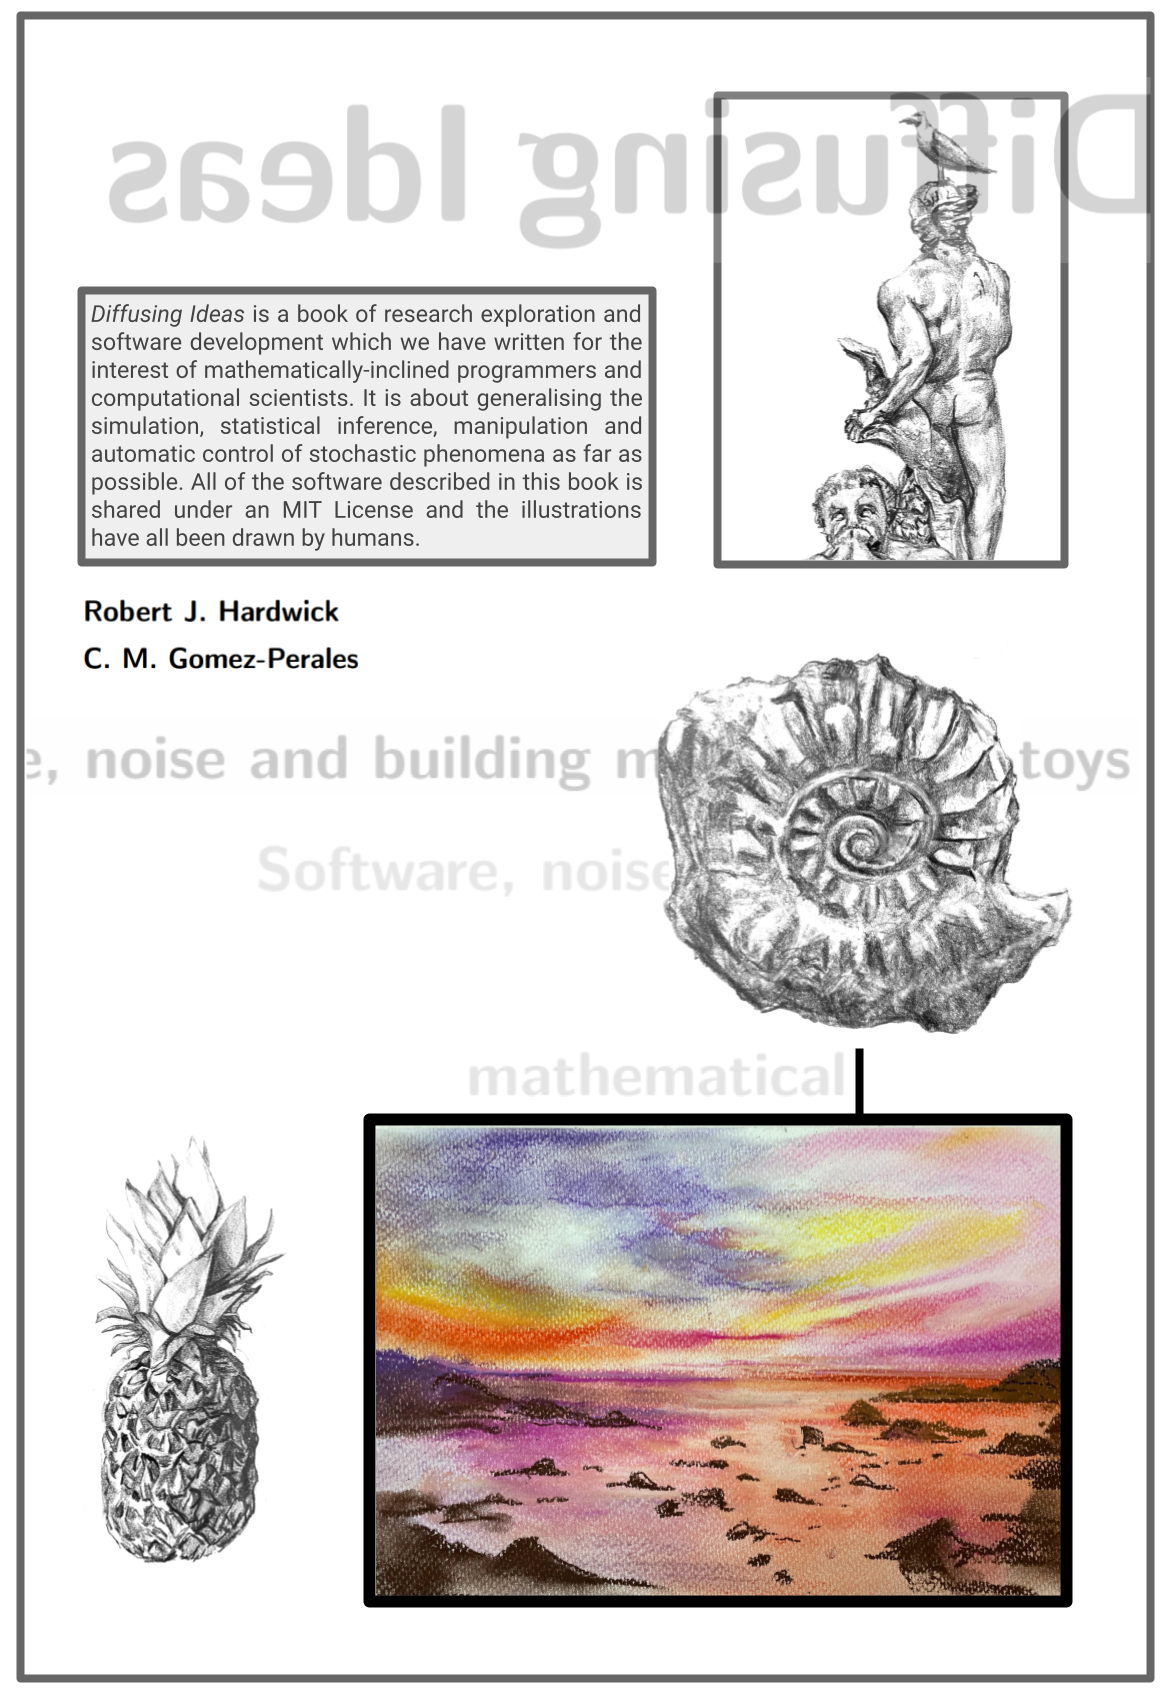 Diffusing Ideas
Diffusing Ideas is a book of research exploration and
software development which we have written for the
interest of mathematically-inclined programmers and
computational scientists. It is about generalising the
simulation, statistical inference, manipulation and
automatic control of stochastic phenomena as far as
possible. All of the software described in this book is
shared under an MIT License and the illustrations
have all been drawn by humans.
Robert J. Hardwick
C. M. Gomez-Perales
e, noise and building m toys
Software, noise
mathematical